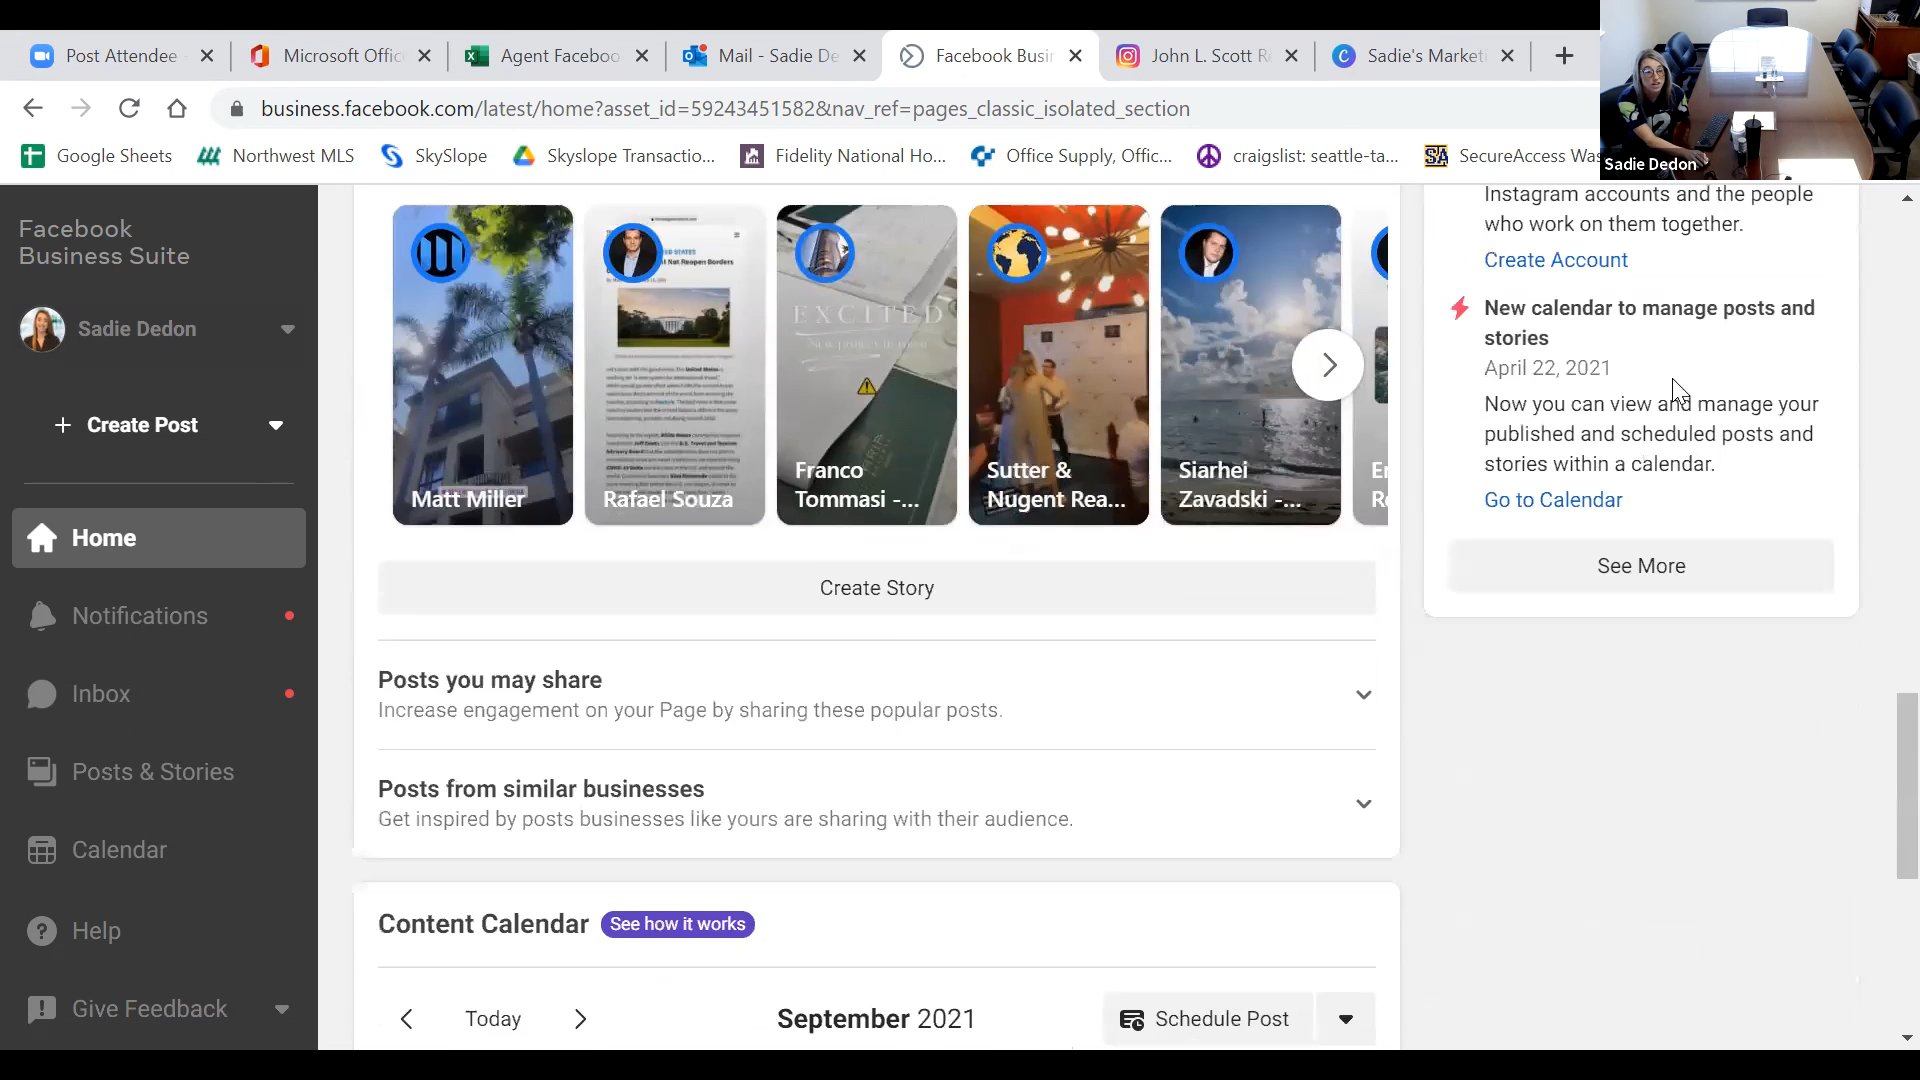 Post Attendee -
Microsoft Offic
Agent Faceboo
Mail - Sadie De
Facebook Busin
John L. Scott R
Sadie's Market
business.facebook.com/latest/home?asset_id=59243451582&nav_ref=pages_classic_isolated_section
Google Sheets
Northwest MLS
SkySlope
Skyslope Transactio...
Fidelity National Ho...
Office Supply, Offic...
craigslist: seattle-ta...
SecureAccess Was
Sadie Dedon
Facebook
Business Suite
Sadie Dedon
+ Create Post
Home
Notifications
Inbox
Posts & Stories
Calendar
Help
Give Feedback
EXCITED
Matt Miller
Rafael Souza
Franco
Tommasi -...
Sutter &
Nugent Rea...
Siarhei
Zavadski -...
Create Story
Posts you may share
Increase engagement on your Page by sharing these popular posts.
Posts from similar businesses
Get inspired by posts businesses like yours are sharing with their audience.
Content Calendar
See how it works
Today
September 2021
Schedule Post
Instagram accounts and the people
who work on them together.
Create Account
New calendar to manage posts and
stories
April 22, 2021
Now you can view and manage your
published and scheduled posts and
stories within a calendar.
Go to Calendar
See More